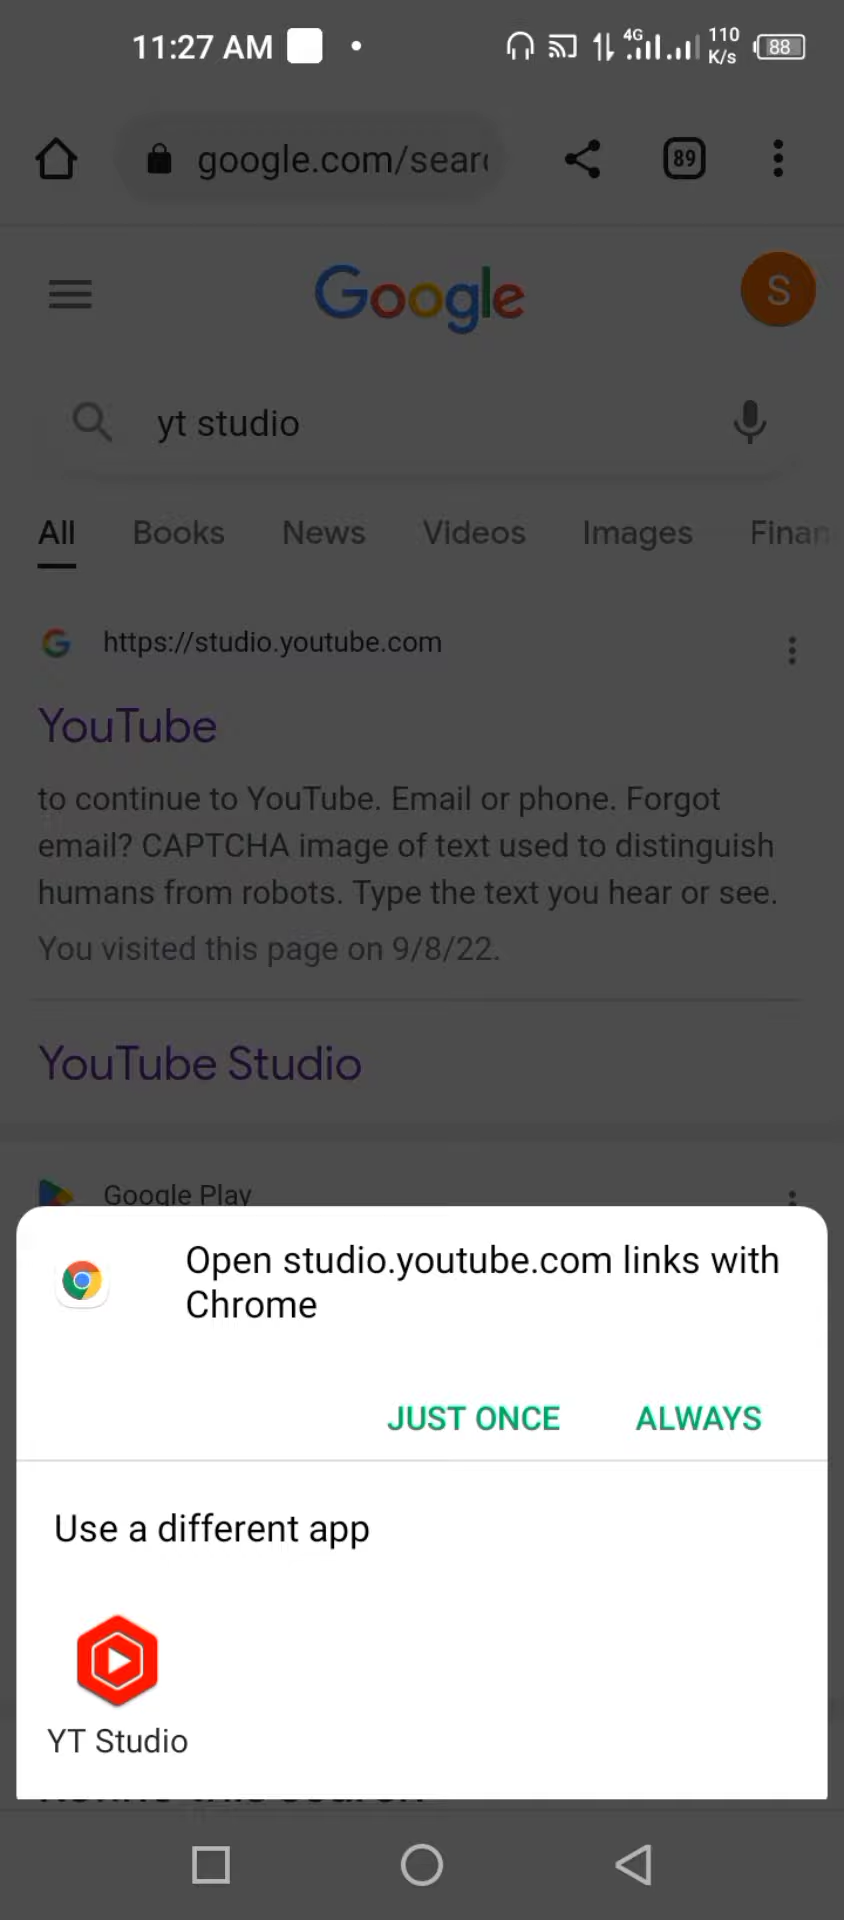 11:27 AM
4G
110
K/s
88
google.com/sear
89
Google
S
yt studio
All Books News Videos Images Finan
https://studio.youtube.com
YouTube
to continue to YouTube. Email or phone. Forgot
email? CAPTCHA image of text used to distinguish
humans from robots. Type the text you hear or see.
You visited this page on 9/8/22.
YouTube Studio
Google Play
Open studio.youtube.com links with
Chrome
JUST ONCE ALWAYS
Use a different app
YT Studio